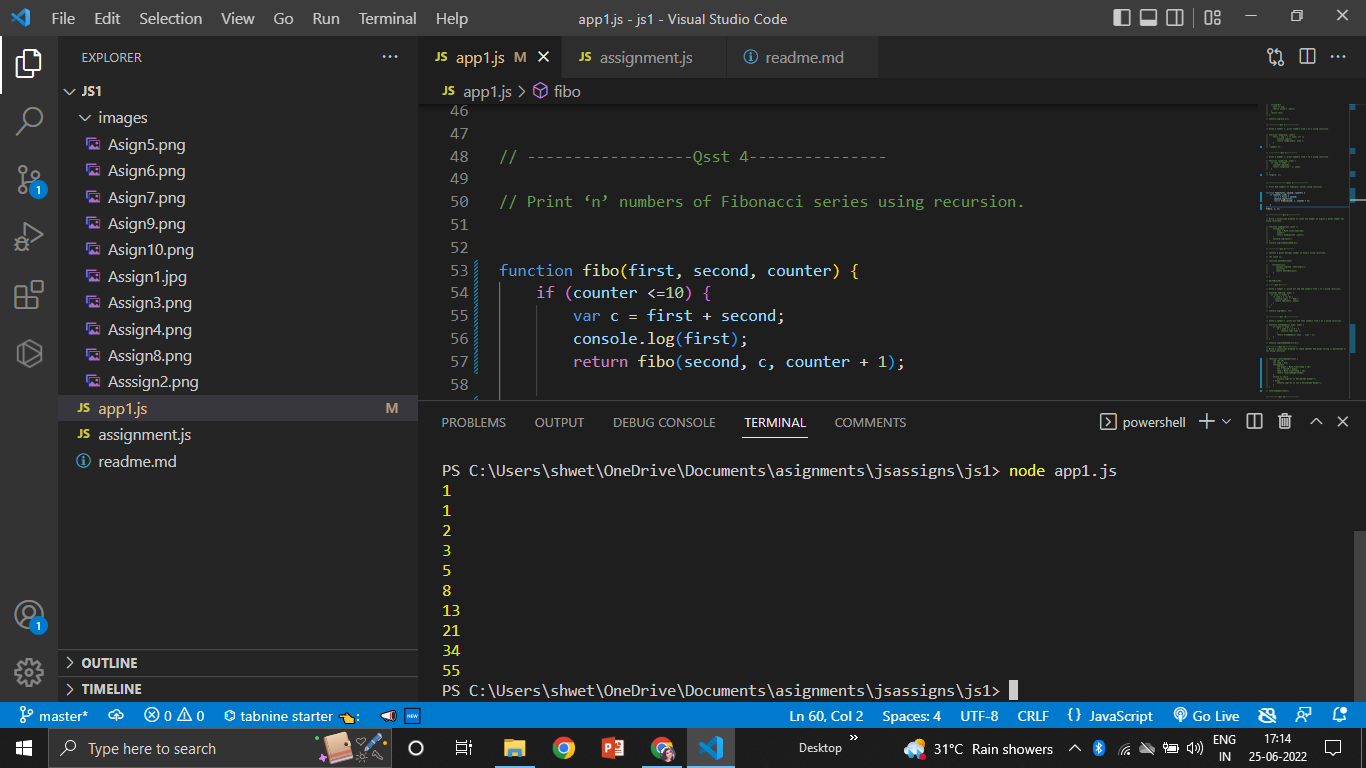 File Edit Selection View Go Run Terminal Help
app1.js - js1 - Visual Studio Code
EXPLORER
JS1
images
Asign5.png
Asign6.png
Asign7.png
Asign9.png
Asign10.png
Assign1.jpg
Assign3.png
Assign4.png
Assign8.png
Asssign2.png
JS app1.js M
JS assignment.js
readme.md
OUTLINE
TIMELINE
JS app1.js M
JS assignment.js
readme.md
JS app1.js > fibo
46
47
48 // ------------------Qsst 4---------------
49
50 // Print ‘n’ numbers of Fibonacci series using recursion.
51
52
53 function fibo(first, second, counter) {
54 if (counter <=10) {
55 var c = first + second;
56 console.log(first);
57 return fibo(second, c, counter + 1);
58
PROBLEMS OUTPUT DEBUG CONSOLE TERMINAL COMMENTS
powershell
PS C:\Users\shwet\OneDrive\Documents\asignments\jsassigns\js1> node app1.js
1
1
2
3
5
8
13
21
34
55
PS C:\Users\shwet\OneDrive\Documents\asignments\jsassigns\js1>
1
1
master* 0 0 tabnine starter : NEW
Ln 60, Col 2 Spaces: 4 UTF-8 CRLF {} JavaScript Go Live
Type here to search
Desktop
31°C Rain showers
ENG
IN
17:14
25-06-2022